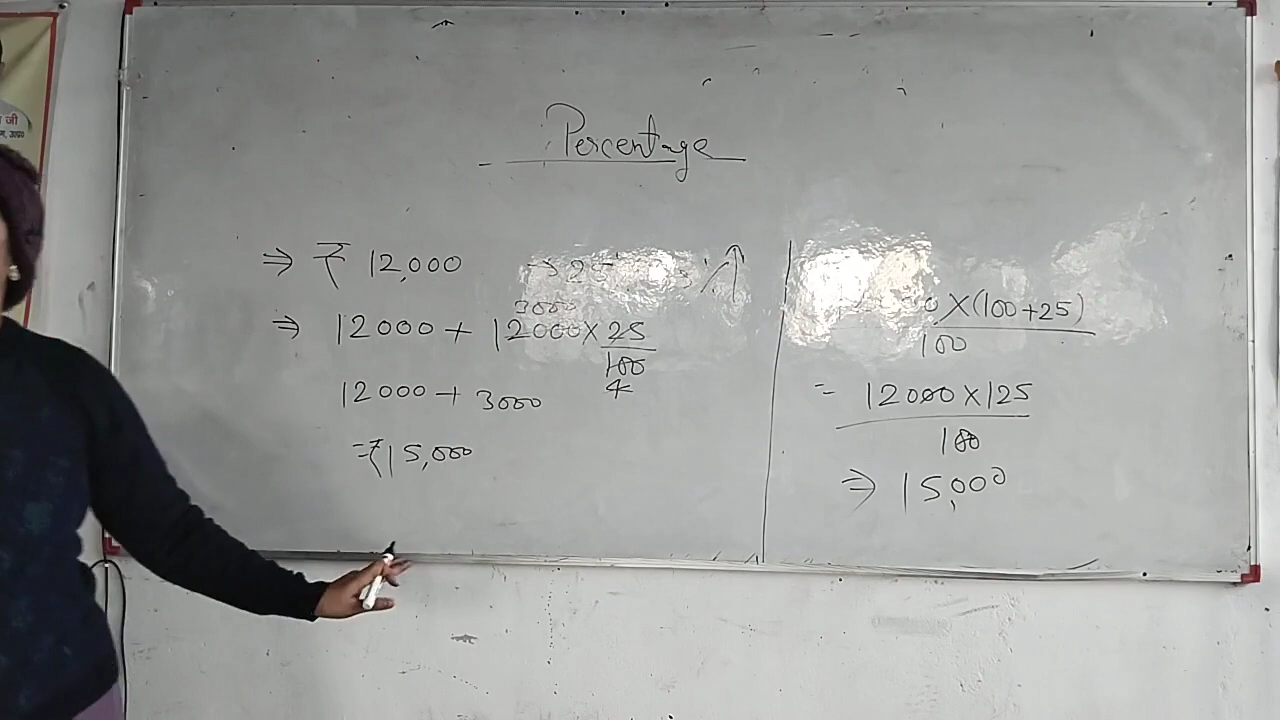 जी
Percentage
⇒ ₹ 12,000
3000
⇒ 12000 + 12000 × 25
100
4
12000 + 3000
= ₹ 15,000
0 × (100 + 25)
100
= 12000 × 125
100
⇒ 15,000